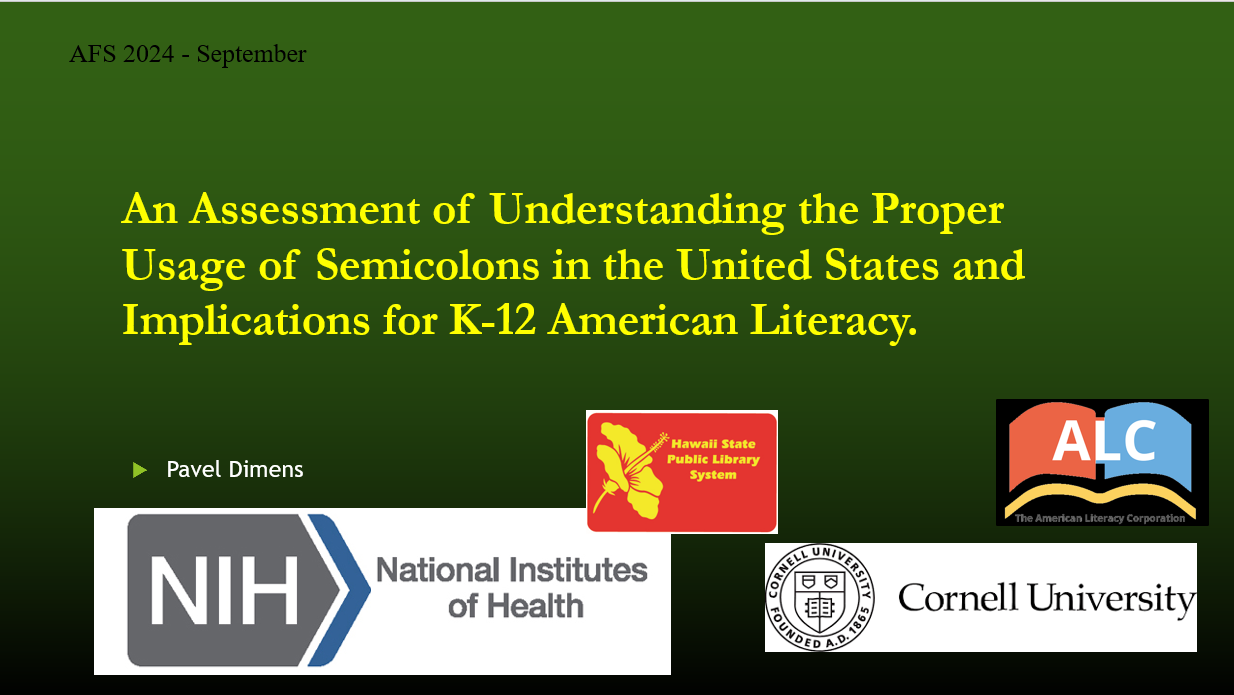 AFS 2024 - September
An Assessment of Understanding the Proper
Usage of Semicolons in the United States and
Implications for K-12 American Literacy.
Pavel Dimens
Hawaii State
Public Library
System
ALC
The American Literacy Corporation
NIH
National Institutes
of Health
CORNELL UNIVERSITY
FOUNDED A.D. 1865
Cornell University